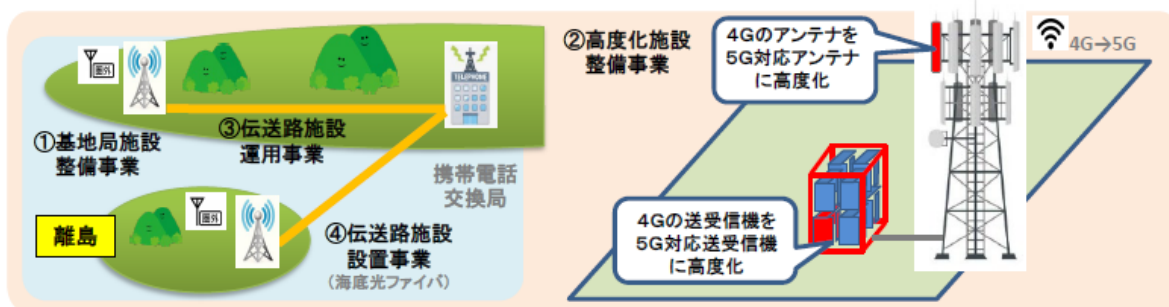 圏外
TELEPHONE
①基地局施設
整備事業
③伝送路施設
運用事業
携帯電話
交換局
離島
圏外
④伝送路施設
設置事業
(海底光ファイバ)
②高度化施設
整備事業
4Gのアンテナを
5G対応アンテナ
に高度化
4G→5G
4Gの送受信機を
5G対応送受信機
に高度化